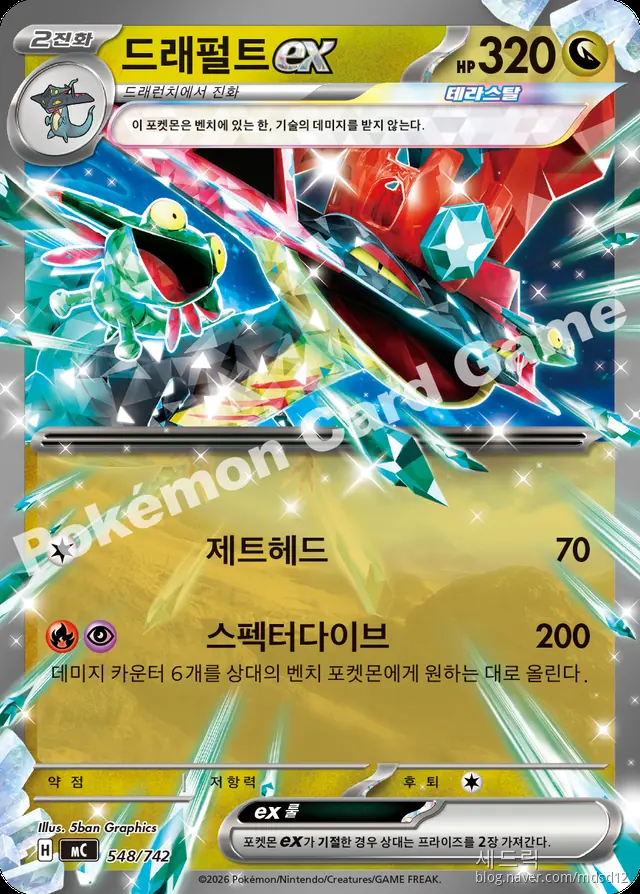 2진화
드래펄트 ex
HP 320
드래런치에서 진화
테라스탈
이 포켓몬은 벤치에 있는 한, 기술의 데미지를 받지 않는다.
Pokémon Card Game
제트헤드 70
스펙터다이브 200
데미지 카운터 6개를 상대의 벤치 포켓몬에게 원하는 대로 올린다.
약점 저항력 후퇴
ex 룰
포켓몬 ex가 기절한 경우 상대는 프라이즈를 2장 가져간다.
Illus. 5ban Graphics
H MC 548/742
©2026 Pokémon/Nintendo/Creatures/GAME FREAK.
세드릭
blog.naver.com/mdcd12